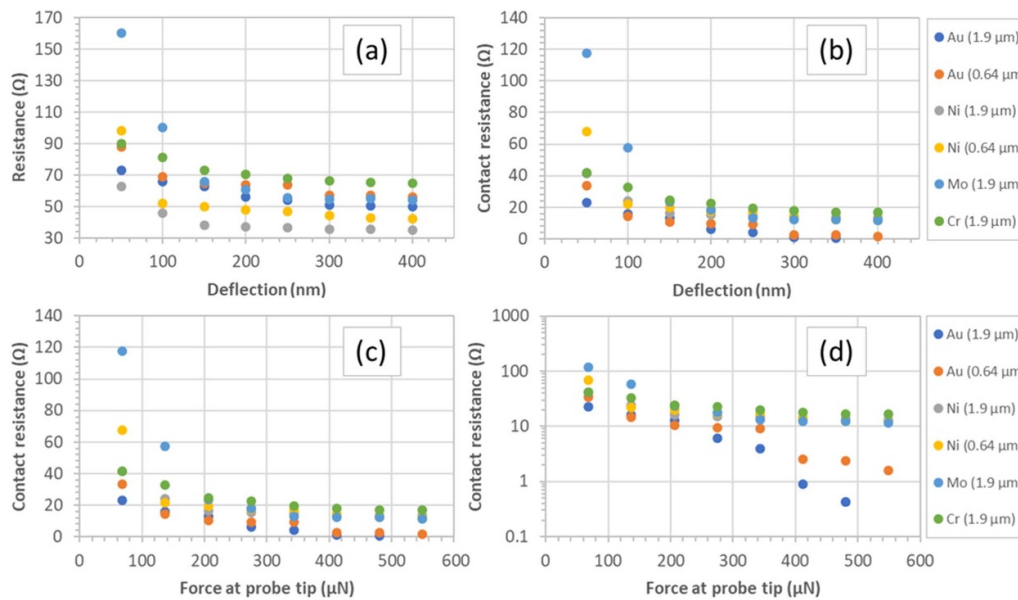 170
150
130
110
90
70
50
30
Resistance (Ω)
(a)
0 100 200 300 400
Deflection (nm)
140
120
100
80
60
40
20
0
Contact resistance (Ω)
(b)
0 100 200 300 400
Deflection (nm)
Au (1.9 µm)
Au (0.64 µm
Ni (1.9 µm)
Ni (0.64 µm
Mo (1.9 µm)
Cr (1.9 µm)
140
120
100
80
60
40
20
0
Contact resistance (Ω)
(c)
0 100 200 300 400 500 600
Force at probe tip (µN)
1000
100
10
1
0.1
Contact resistance (Ω)
(d)
0 100 200 300 400 500 600
Force at probe tip (µN)
Au (1.9 µm)
Au (0.64 µm
Ni (1.9 µm)
Ni (0.64 µm
Mo (1.9 µm)
Cr (1.9 µm)